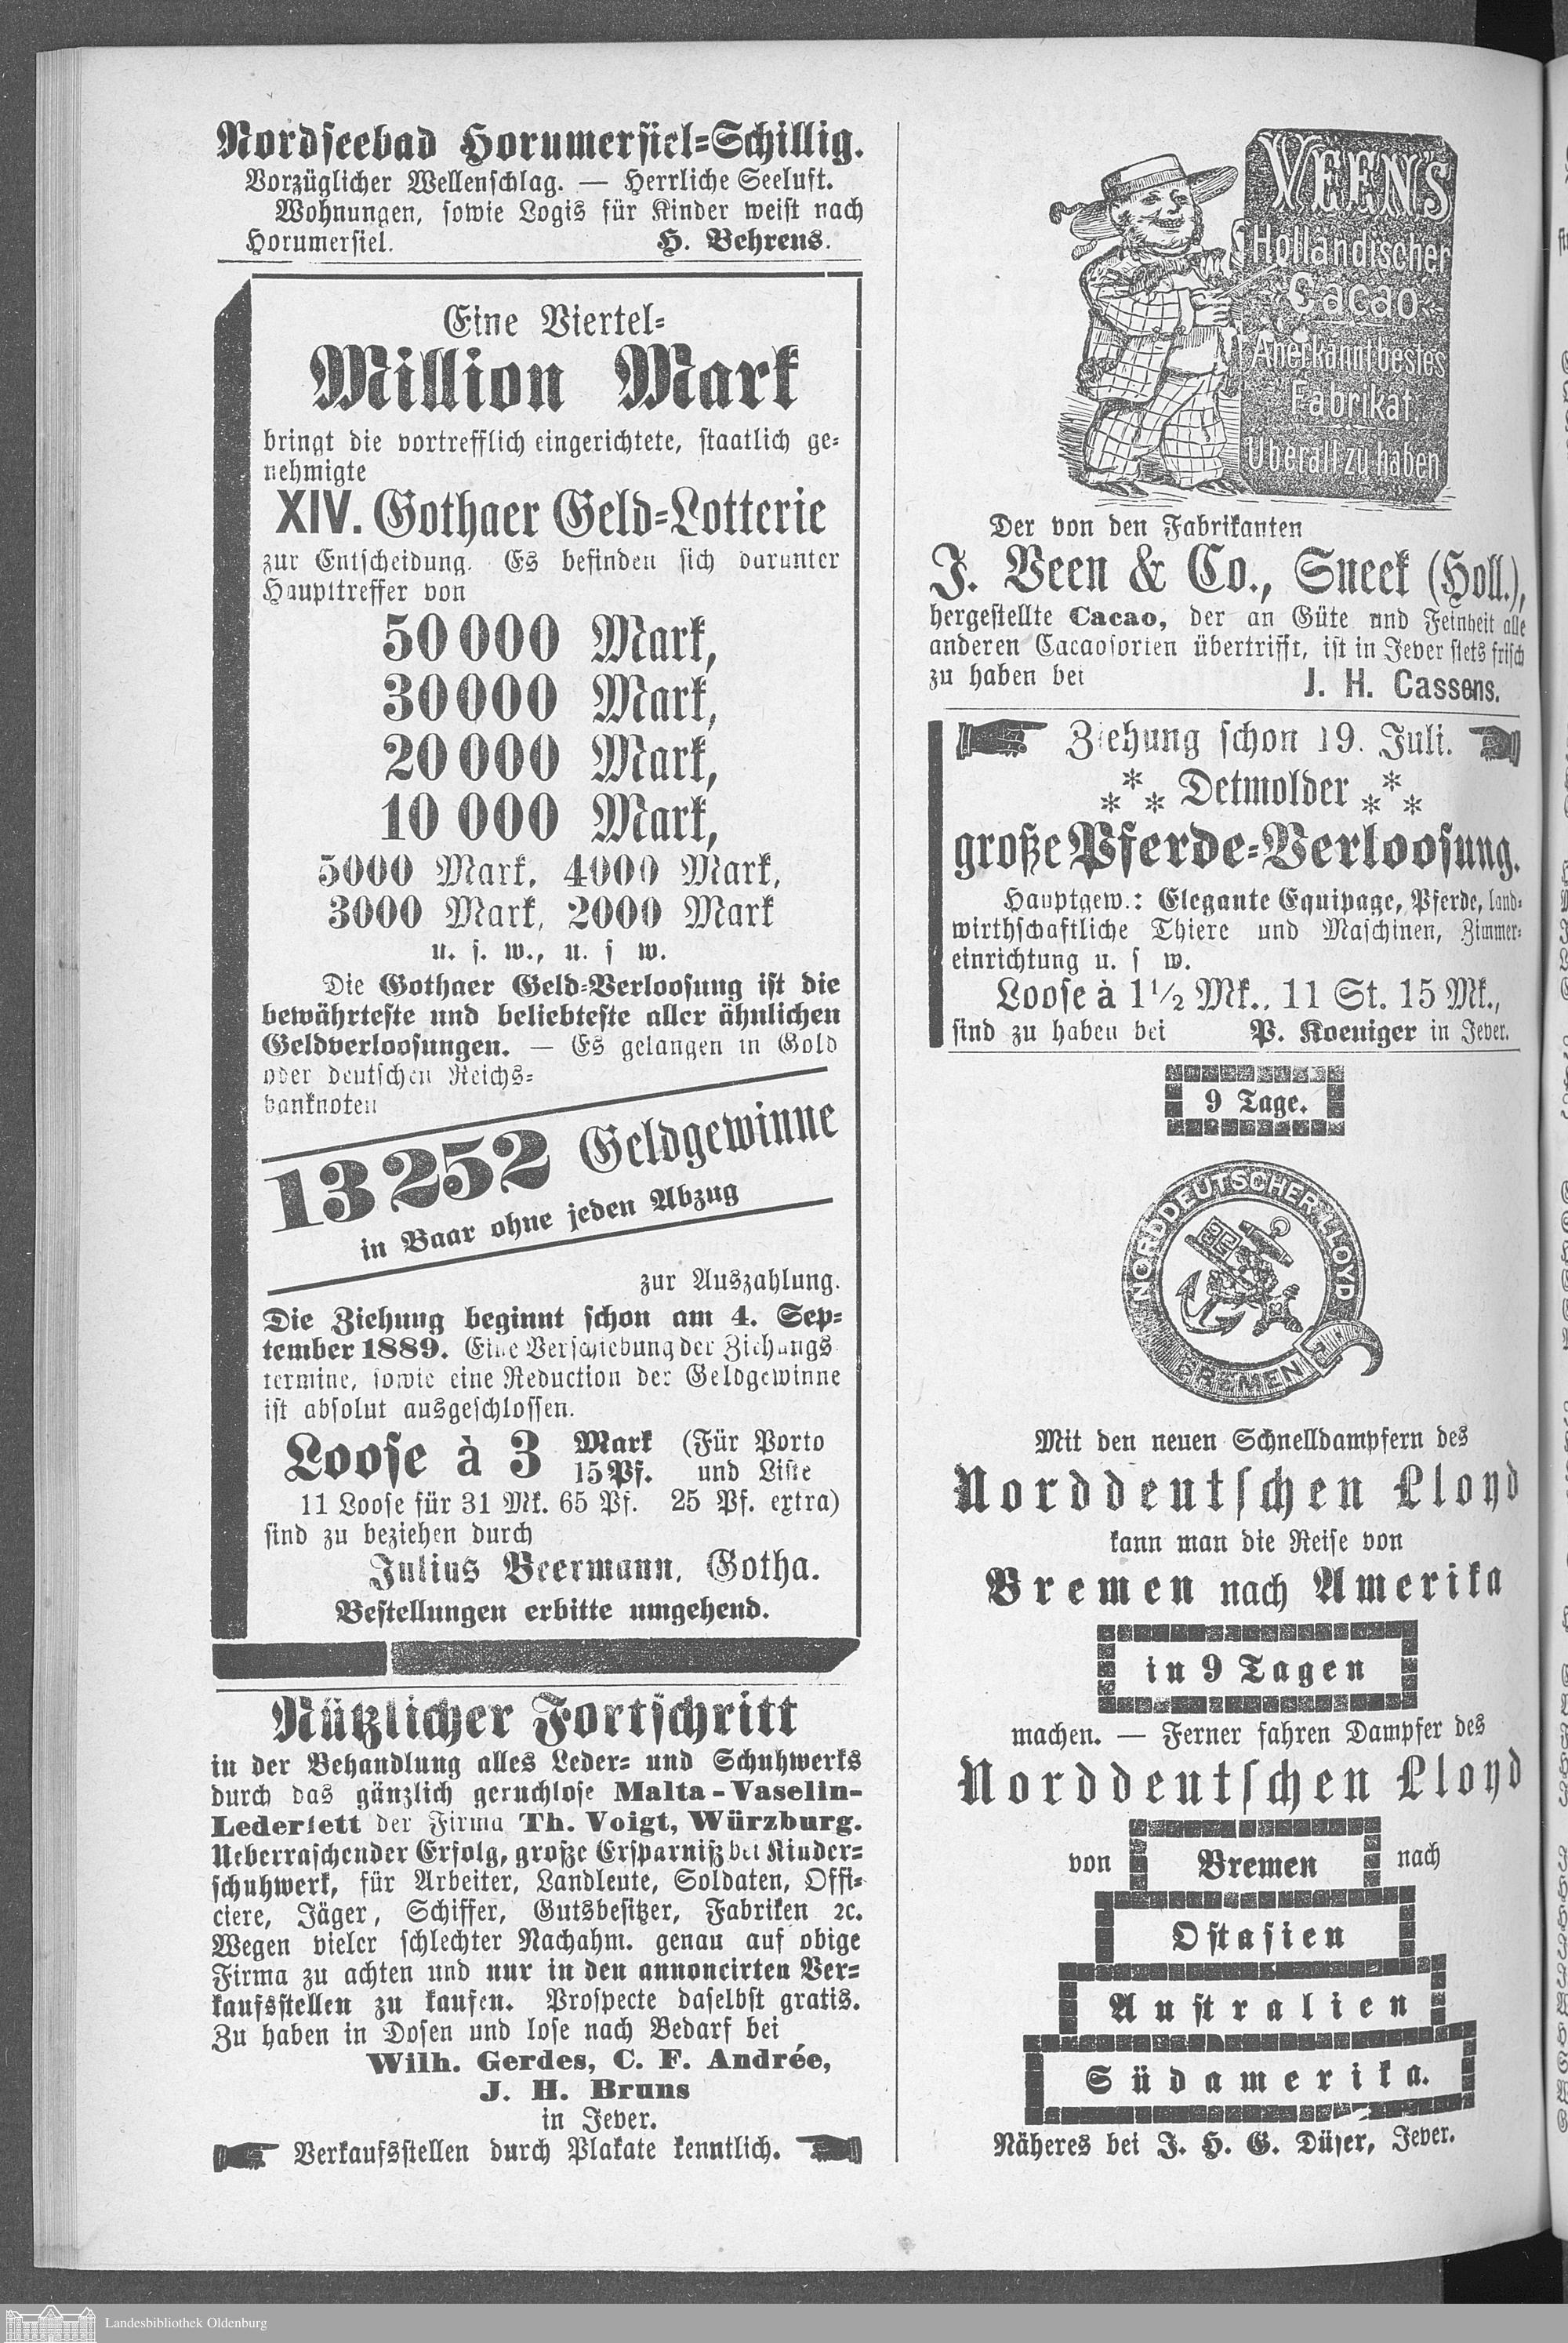 Nordseebad Horumersiel-Schillig.
Vorzüglicher Wellenschlag. — Herrliche Seeluft.
Wohnungen, sowie Logis für Kinder weist nach
Horumersiel. H. Behrens.
Eine Viertel-
Million Mark
bringt die vortrefflich eingerichtete, staatlich ge-
nehmigte
XIV. Gothaer Geld-Lotterie
zur Entscheidung. Es befinden sich darunter
Haupttreffer von
50 000 Mark,
30 000 Mark,
20 000 Mark,
10 000 Mark,
5000 Mark, 4000 Mark,
3000 Mark, 2000 Mark
u. s. w., u. s w.
Die Gothaer Geld-Verloosung ist die
bewährteste und beliebteste aller ähnlichen
Geldverloosungen. — Es gelangen in Gold
oder deutschen Reichs-
banknoten
13 252 Geldgewinne
in Baar ohne jeden Abzug
zur Auszahlung.
Die Ziehung beginnt schon am 4. Sep-
tember 1889. Eine Verschiebung der Ziehungs
termine, sowie eine Reduction der Geldgewinne
ist absolut ausgeschlossen.
Loose à 3 Mark 15 Pf. (Für Porto und Liste
11 Loose für 31 Mk. 65 Pf. 25 Pf. extra)
sind zu beziehen durch
Julius Beermann, Gotha.
Bestellungen erbitte umgehend.
Nützlicher Fortschritt
in der Behandlung alles Leder- und Schuhwerks
durch das gänzlich geruchlose Malta-Vaselin-
Lederfett der Firma Th. Voigt, Würzburg.
Ueberraschender Erfolg, große Ersparniß bei Kinder-
schuhwerk, für Arbeiter, Landleute, Soldaten, Offi-
ciere, Jäger, Schiffer, Gutsbesitzer, Fabriken ꝛc.
Wegen vieler schlechter Nachahm. genau auf obige
Firma zu achten und nur in den annoncirten Ver-
kaufsstellen zu kaufen. Prospecte daselbst gratis.
Zu haben in Dosen und lose nach Bedarf bei
Wilh. Gerdes, C. F. Andrée,
J. H. Bruns
in Jever.
Verkaufsstellen durch Plakate kenntlich.
VEEN'S
Holländischer
Cacao
Anerkannt bestes
Fabrikat
Überall zu haben
Der von den Fabrikanten
J. Veen & Co., Sneek (Holl.),
hergestellte Cacao, der an Güte und Feinheit alle
anderen Cacaosorten übertrifft, ist in Jever stets frisch
zu haben bei J. H. Cassens.
Ziehung schon 19. Juli.
Detmolder
große Pferde-Verloosung.
Hauptgew.: Elegante Equipage, Pferde, land-
wirthschaftliche Thiere und Maschinen, Zimmer-
einrichtung u. s w.
Loose à 1½ Mk., 11 St. 15 Mk.,
sind zu haben bei P. Koeniger in Jever.
9 Tage.
NORDDEUTSCHER LLOYD
BREMEN
Mit den neuen Schnelldampfern des
Norddeutschen Lloyd
kann man die Reise von
Bremen nach Amerika
in 9 Tagen
machen. — Ferner fahren Dampfer des
Norddeutschen Lloyd
von Bremen nach
Ostasien
Australien
Südamerika.
Näheres bei J. H. G. Düser, Jever.
Landesbibliothek Oldenburg